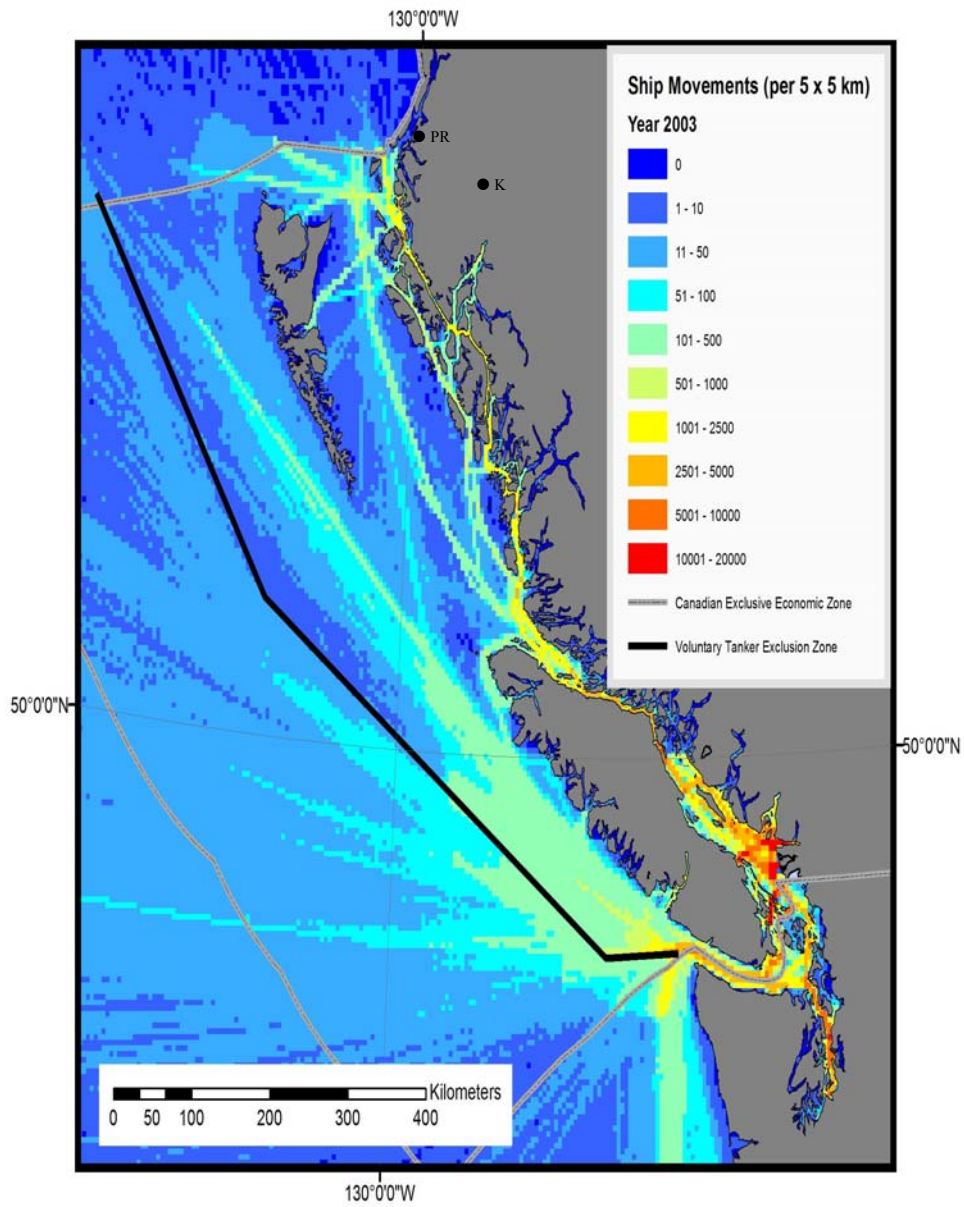 130°0'0"W
Ship Movements (per 5 x 5 km)
Year 2003
0
1 - 10
11 - 50
51 - 100
101 - 500
501 - 1000
1001 - 2500
2501 - 5000
5001 - 10000
10001 - 20000
Canadian Exclusive Economic Zone
Voluntary Tanker Exclusion Zone
PR
K
50°0'0"N
50°0'0"N
Kilometers
0 50 100 200 300 400
130°0'0"W